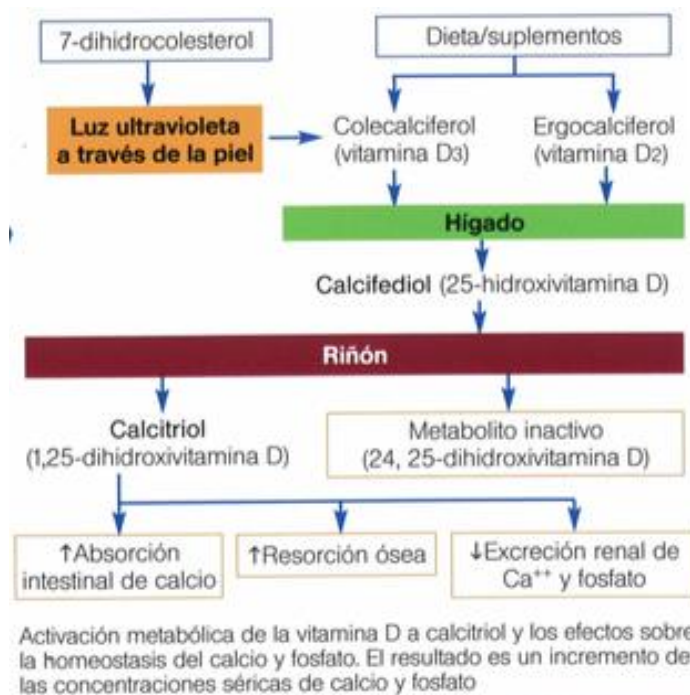 7-dihidrocolesterol
Dieta/suplementos
Luz ultravioleta
a través de la piel
Colecalciferol
(vitamina D3)
Ergocalciferol
(vitamina D2)
Hígado
Calcifediol (25-hidroxivitamina D)
Riñón
Calcitriol
(1,25-dihidroxivitamina D)
Metabolito inactivo
(24, 25-dihidroxivitamina D)
↑Absorción
intestinal de calcio
↑Resorción ósea
↓Excreción renal de
Ca⁺⁺ y fosfato
Activación metabólica de la vitamina D a calcitriol y los efectos sobre
la homeostasis del calcio y fosfato. El resultado es un incremento de
las concentraciones séricas de calcio y fosfato